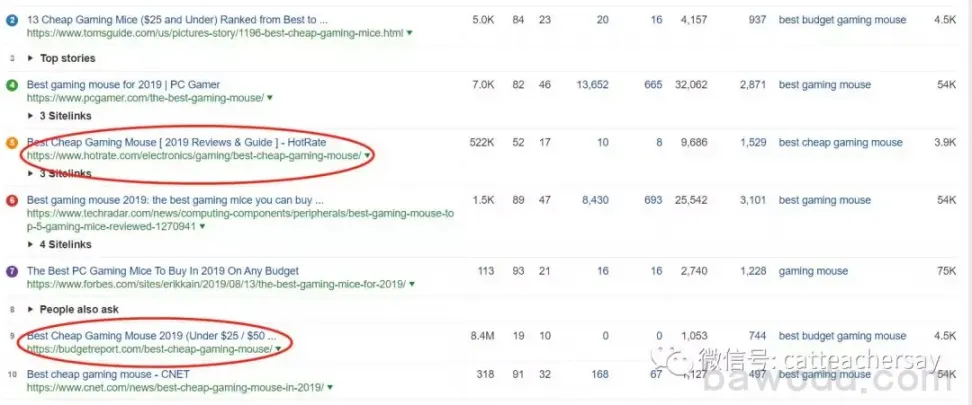 2 13 Cheap Gaming Mice ($25 and Under) Ranked from Best to ... 5.0K 84 23 20 16 4,157 937 best budget gaming mouse 4.5K
https://www.tomsguide.com/us/pictures-story/1196-best-cheap-gaming-mice.html ▼
3 ▶ Top stories
4 Best gaming mouse for 2019 | PC Gamer 7.0K 82 46 13,652 665 32,062 2,871 best gaming mouse 54K
https://www.pcgamer.com/the-best-gaming-mouse/ ▼
▶ 3 Sitelinks
5 Best Cheap Gaming Mouse [ 2019 Reviews & Guide ] - HotRate 522K 52 17 10 8 9,686 1,529 best cheap gaming mouse 3.9K
https://www.hotrate.com/electronics/gaming/best-cheap-gaming-mouse/ ▼
▶ 3 Sitelinks
6 Best gaming mouse 2019: the best gaming mice you can buy ... 1.5K 89 47 8,430 693 25,542 3,101 best gaming mouse 54K
https://www.techradar.com/news/computing-components/peripherals/best-gaming-mouse-to
p-5-gaming-mice-reviewed-1270941 ▼
▶ 4 Sitelinks
7 The Best PC Gaming Mice To Buy In 2019 On Any Budget 113 93 21 16 16 2,740 1,228 gaming mouse 75K
https://www.forbes.com/sites/erikkain/2019/08/13/the-best-gaming-mice-for-2019/ ▼
8 ▶ People also ask
9 Best Cheap Gaming Mouse 2019 (Under $25 / $50 ... 8.4M 19 10 0 0 1,053 744 best budget gaming mouse 4.5K
https://budgetreport.com/best-cheap-gaming-mouse/ ▼
微信号: catteachersay
10 Best cheap gaming mouse - CNET 318 91 32 168 67 1,127 497 best gaming mouse 54K
https://www.cnet.com/news/best-cheap-gaming-mouse-in-2019/ ▼
bawodu.com